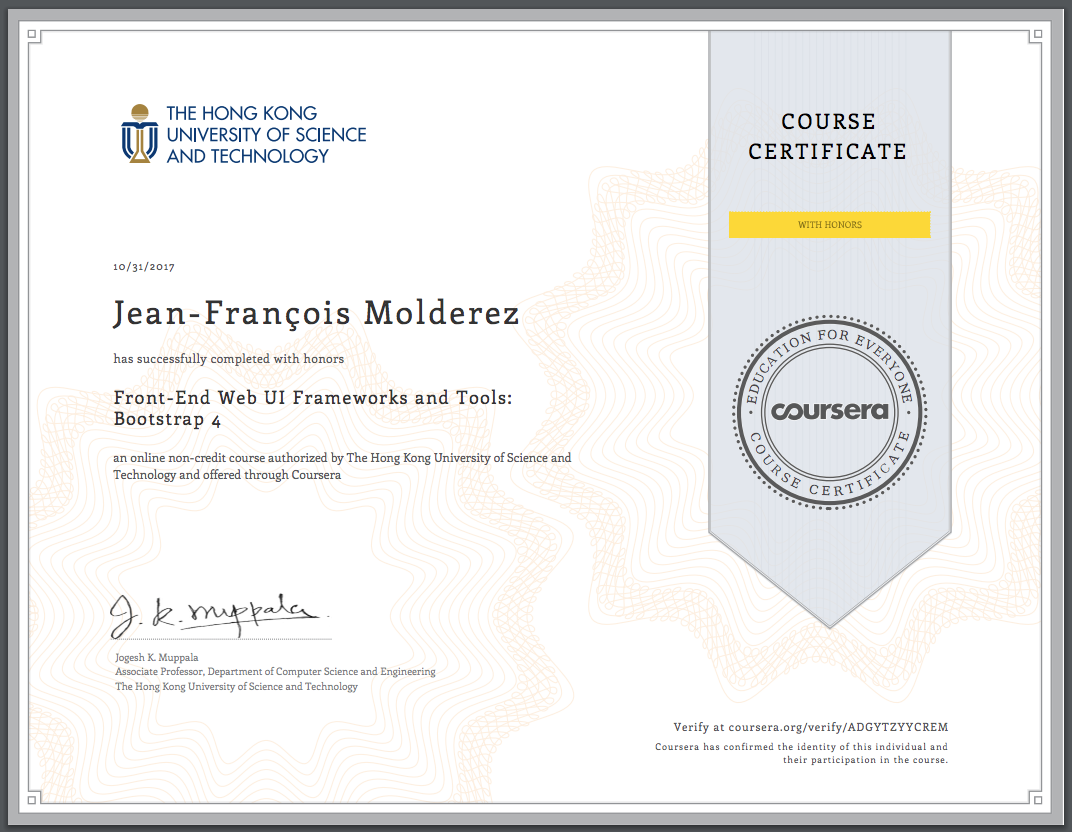 THE HONG KONG
UNIVERSITY OF SCIENCE
AND TECHNOLOGY
COURSE
CERTIFICATE
WITH HONORS
10/31/2017
Jean-François Molderez
has successfully completed with honors
Front-End Web UI Frameworks and Tools:
Bootstrap 4
an online non-credit course authorized by The Hong Kong University of Science and
Technology and offered through Coursera
EDUCATION FOR EVERYONE
coursera
COURSE CERTIFICATE
J. K. Muppala
Jogesh K. Muppala
Associate Professor, Department of Computer Science and Engineering
The Hong Kong University of Science and Technology
Verify at coursera.org/verify/ADGYTZYYCREM
Coursera has confirmed the identity of this individual and
their participation in the course.